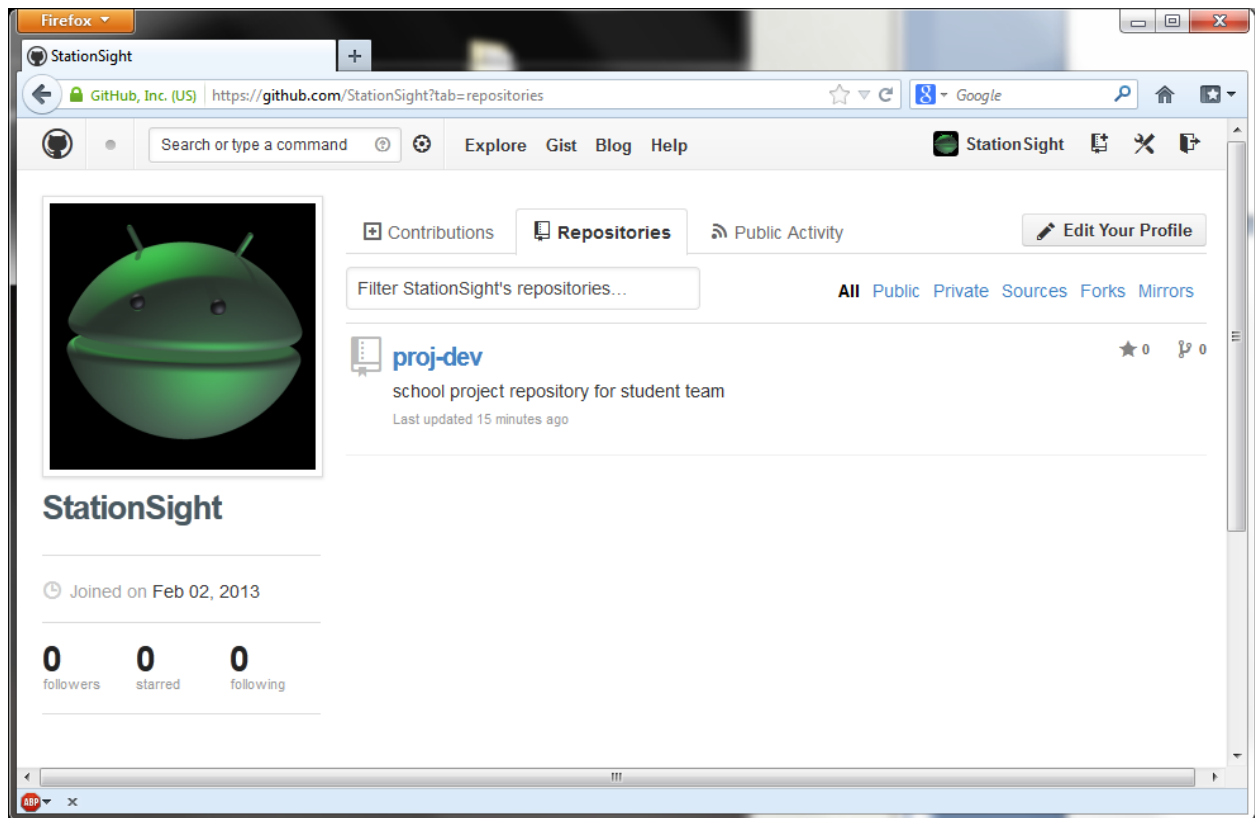 Firefox
StationSight
GitHub, Inc. (US) https://github.com/StationSight?tab=repositories Google
Search or type a command Explore Gist Blog Help StationSight
Contributions Repositories Public Activity Edit Your Profile
Filter StationSight's repositories... All Public Private Sources Forks Mirrors
proj-dev 0 0
school project repository for student team
Last updated 15 minutes ago
StationSight
Joined on Feb 02, 2013
0 0 0
followers starred following
ABP